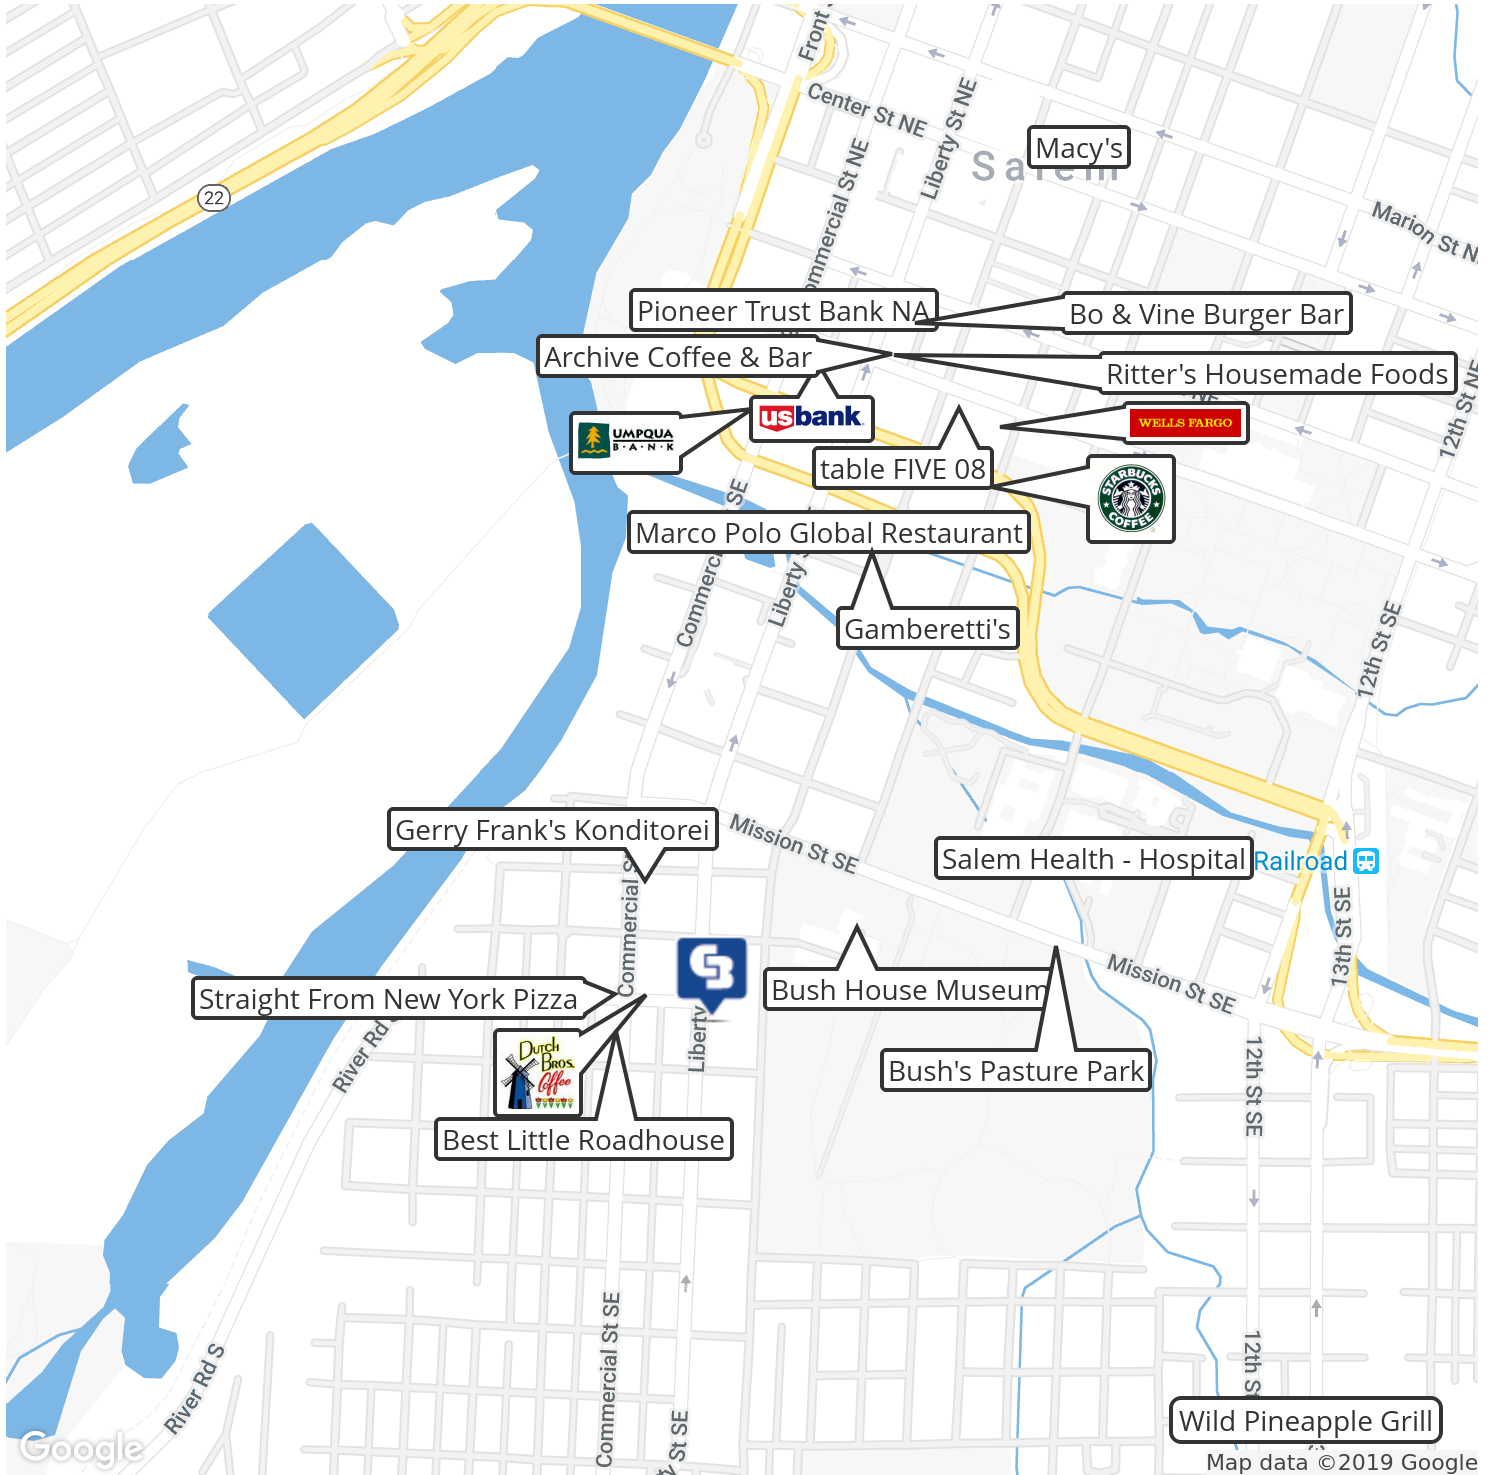 Front
Center St NE
Liberty St NE
Commercial St NE
Macy's
Salem
22
Marion St N
Pioneer Trust Bank NA
Bo & Vine Burger Bar
Archive Coffee & Bar
Ritter's Housemade Foods
NE
12th St SE
UMPQUA
B·A·N·K
usbank
WELLS FARGO
table FIVE 08
STARBUCKS
COFFEE
Marco Polo Global Restaurant
Commerc
SE
Liberty S
Gamberetti's
12th St SE
Gerry Frank's Konditorei
Mission St SE
Salem Health - Hospital
Railroad
Commercial St
13th St SE
Straight From New York Pizza
Bush House Museum
Mission St SE
Liberty
River Rd S
DUTCH
BROS.
Coffee
Bush's Pasture Park
12th St SE
Best Little Roadhouse
Commercial St SE
River Rd S
12th St
Wild Pineapple Grill
ty St SE
Google
Map data ©2019 Google